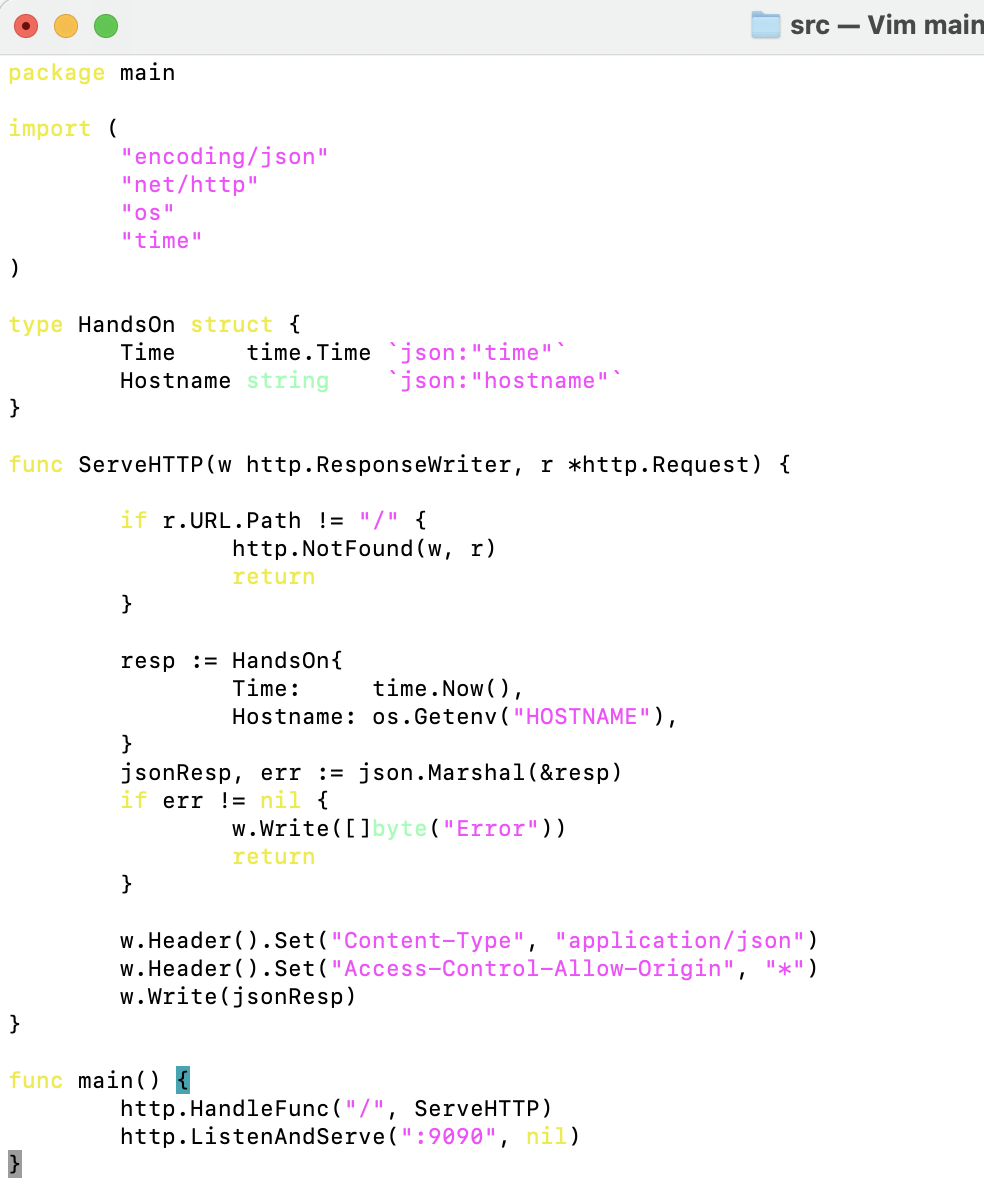 src — Vim main
package main
import (
"encoding/json"
"net/http"
"os"
"time"
)
type HandsOn struct {
Time time.Time `json:"time"`
Hostname string `json:"hostname"`
}
func ServeHTTP(w http.ResponseWriter, r *http.Request) {
if r.URL.Path != "/" {
http.NotFound(w, r)
return
}
resp := HandsOn{
Time: time.Now(),
Hostname: os.Getenv("HOSTNAME"),
}
jsonResp, err := json.Marshal(&resp)
if err != nil {
w.Write([]byte("Error"))
return
}
w.Header().Set("Content-Type", "application/json")
w.Header().Set("Access-Control-Allow-Origin", "*")
w.Write(jsonResp)
}
func main() {
http.HandleFunc("/", ServeHTTP)
http.ListenAndServe(":9090", nil)
}